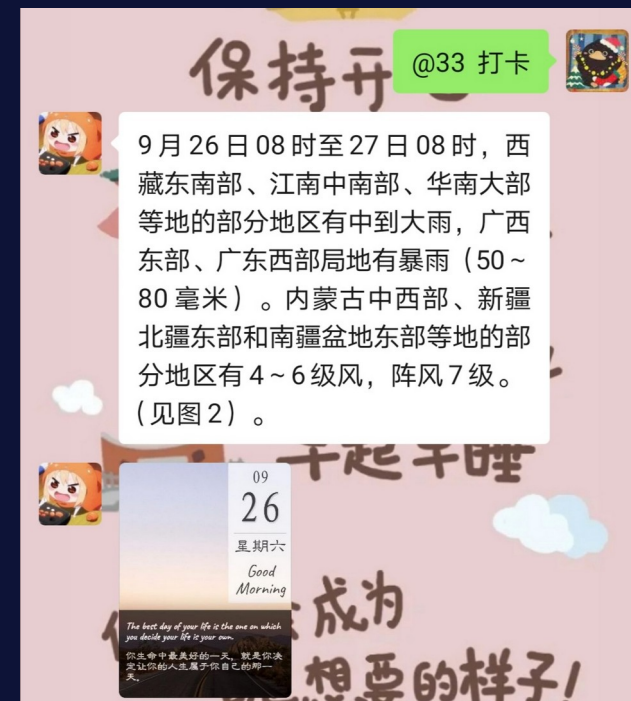 保持开
@33 打卡
9月26日08时至27日08时，西
藏东南部、江南中南部、华南大部
等地的部分地区有中到大雨，广西
东部、广东西部局地有暴雨（50～
80毫米）。内蒙古中西部、新疆
北疆东部和南疆盆地东部等地的部
分地区有4～6级风，阵风7级。
（见图2）。
早起早睡
09
26
星期六
Good
Morning
The best day of your life is the one on which
you decide your life is your own.
你生命中最美好的一天，就是你决
定让你的人生属于你自己的那一
天。
成为
想要的样子!